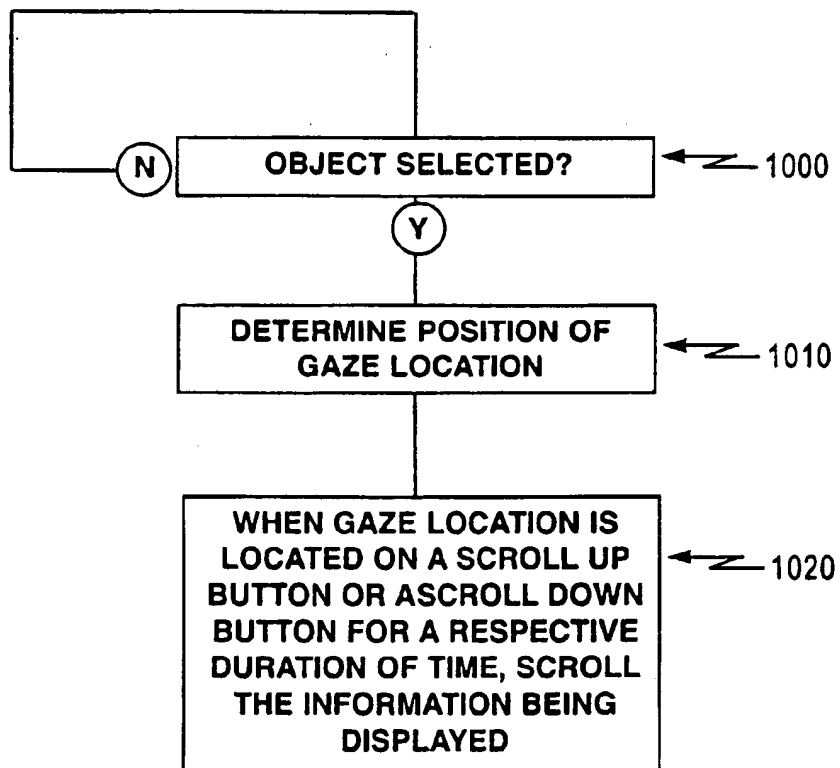 N
OBJECT SELECTED?
1000
Y
DETERMINE POSITION OF
GAZE LOCATION
1010
WHEN GAZE LOCATION IS
LOCATED ON A SCROLL UP
BUTTON OR ASCROLL DOWN
BUTTON FOR A RESPECTIVE
DURATION OF TIME, SCROLL
THE INFORMATION BEING
DISPLAYED
1020